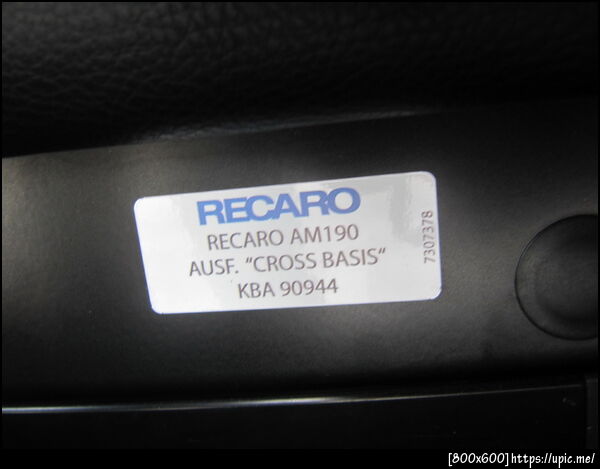 RECARO
RECARO AM190
AUSF. "CROSS BASIS"
KBA 90944
7307378
[800x600]https://upic.me/